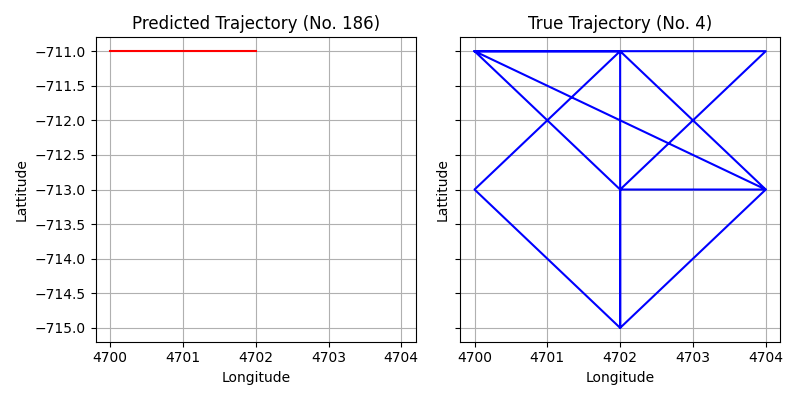 Predicted Trajectory (No. 186)
True Trajectory (No. 4)
Lattitude
−711.0
−711.5
−712.0
−712.5
−713.0
−713.5
−714.0
−714.5
−715.0
4700 4701 4702 4703 4704
Longitude
Lattitude
4700 4701 4702 4703 4704
Longitude